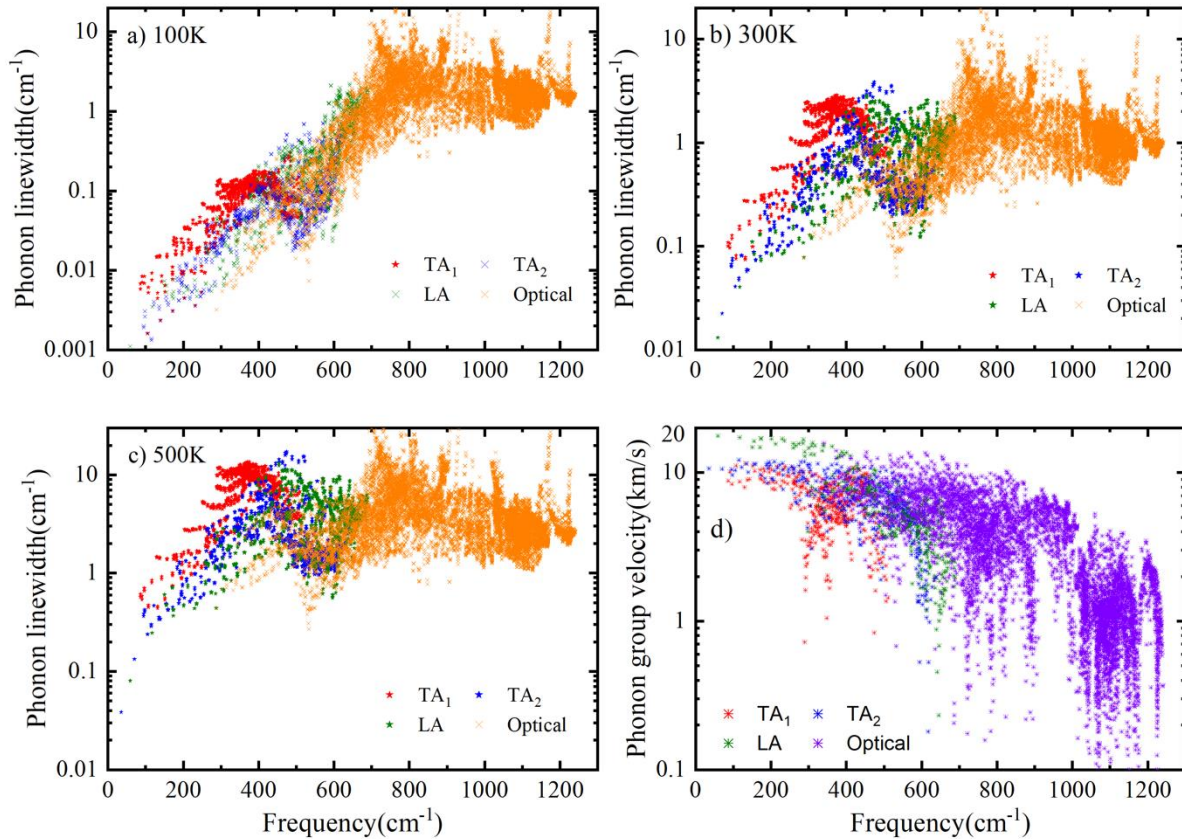 a) 100K
Phonon linewidth(cm⁻¹)
10
1
0.1
0.01
0.001
TA₁ TA₂
LA Optical
0 200 400 600 800 1000 1200
b) 300K
Phonon linewidth(cm⁻¹)
10
1
0.1
0.01
TA₁ TA₂
LA Optical
0 200 400 600 800 1000 1200
c) 500K
Phonon linewidth(cm⁻¹)
10
1
0.1
0.01
TA₁ TA₂
LA Optical
0 200 400 600 800 1000 1200
Frequency(cm⁻¹)
d)
Phonon group velocity(km/s)
20
10
1
0.1
TA₁ TA₂
LA Optical
0 200 400 600 800 1000 1200
Frequency(cm⁻¹)